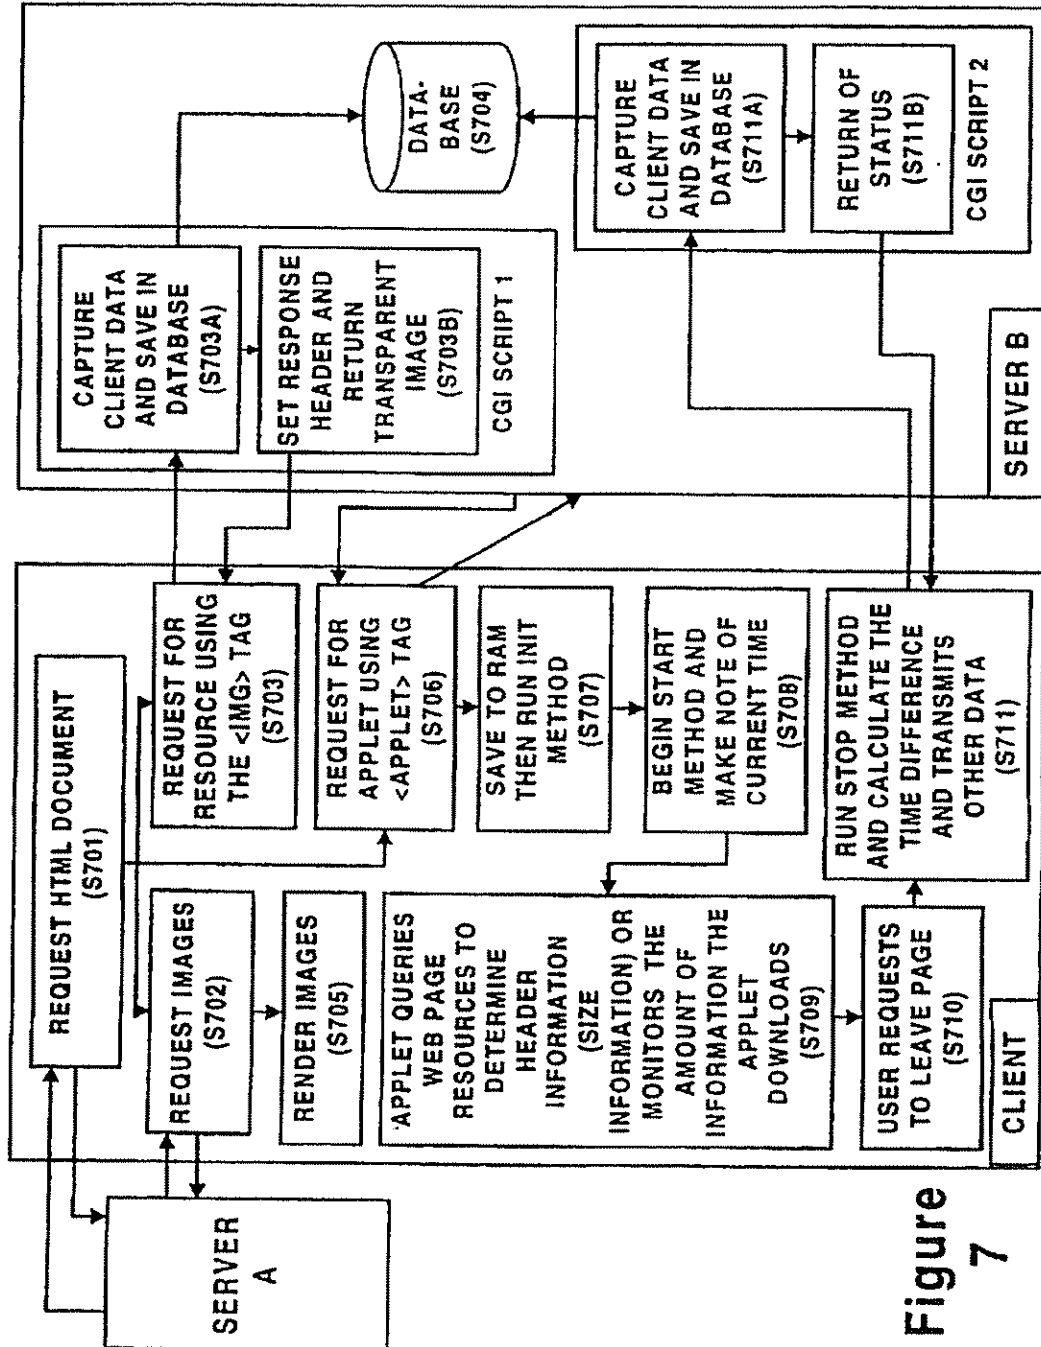 SERVER
A
REQUEST HTML DOCUMENT
(S701)
REQUEST IMAGES
(S702)
RENDER IMAGES
(S705)
REQUEST FOR
RESOURCE USING
THE <IMG> TAG
(S703)
REQUEST FOR
APPLET USING
<APPLET> TAG
(S706)
SAVE TO RAM
THEN RUN INIT
METHOD
(S707)
BEGIN START
METHOD AND
MAKE NOTE OF
CURRENT TIME
(S708)
APPLET QUERIES
WEB PAGE
RESOURCES TO
DETERMINE
HEADER
INFORMATION
(SIZE
INFORMATION) OR
MONITORS THE
AMOUNT OF
INFORMATION THE
APPLET
DOWNLOADS
(S709)
USER REQUESTS
TO LEAVE PAGE
(S710)
RUN STOP METHOD
AND CALCULATE THE
TIME DIFFERENCE
AND TRANSMITS
OTHER DATA
(S711)
CLIENT
CAPTURE
CLIENT DATA
AND SAVE IN
DATABASE
(S703A)
SET RESPONSE
HEADER AND
RETURN
TRANSPARENT
IMAGE
(S703B)
CGI SCRIPT 1
DATA-
BASE
(S704)
CAPTURE
CLIENT DATA
AND SAVE IN
DATABASE
(S711A)
RETURN OF
STATUS
(S711B)
CGI SCRIPT 2
SERVER B
Figure
7